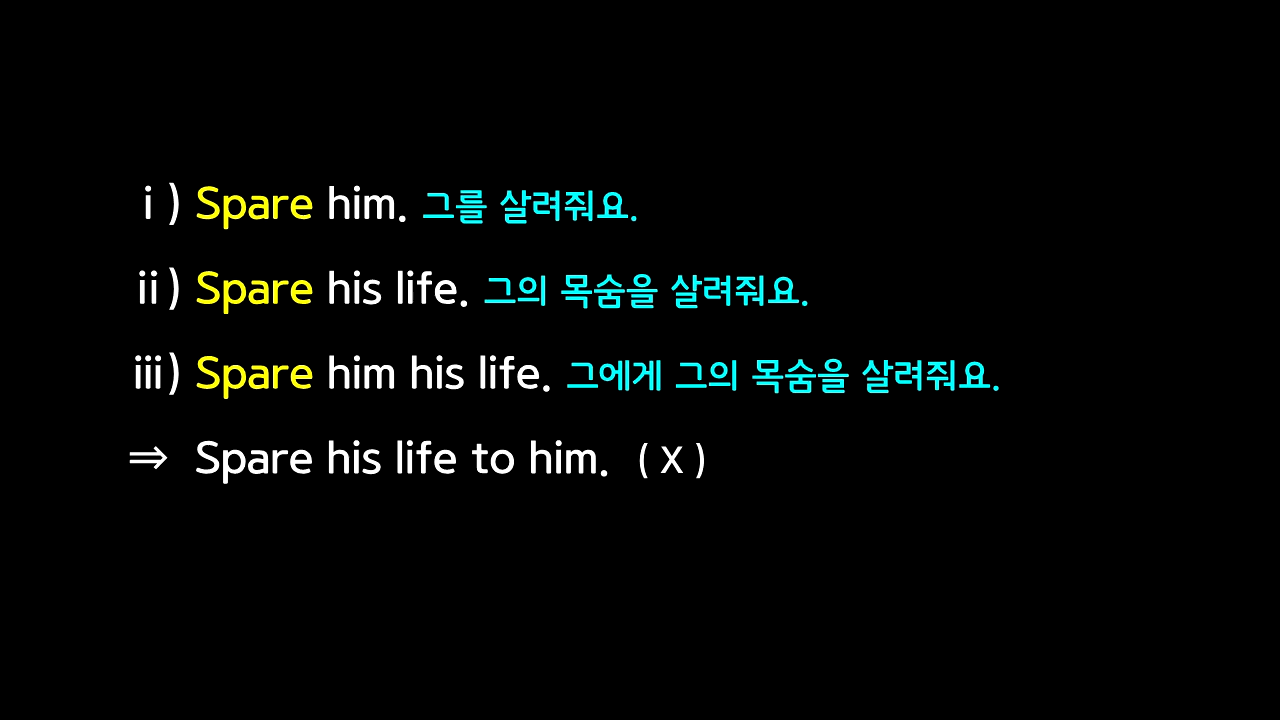 i ) Spare him. 그를 살려줘요.
ii ) Spare his life. 그의 목숨을 살려줘요.
iii ) Spare him his life. 그에게 그의 목숨을 살려줘요.
⇒ Spare his life to him. ( X )